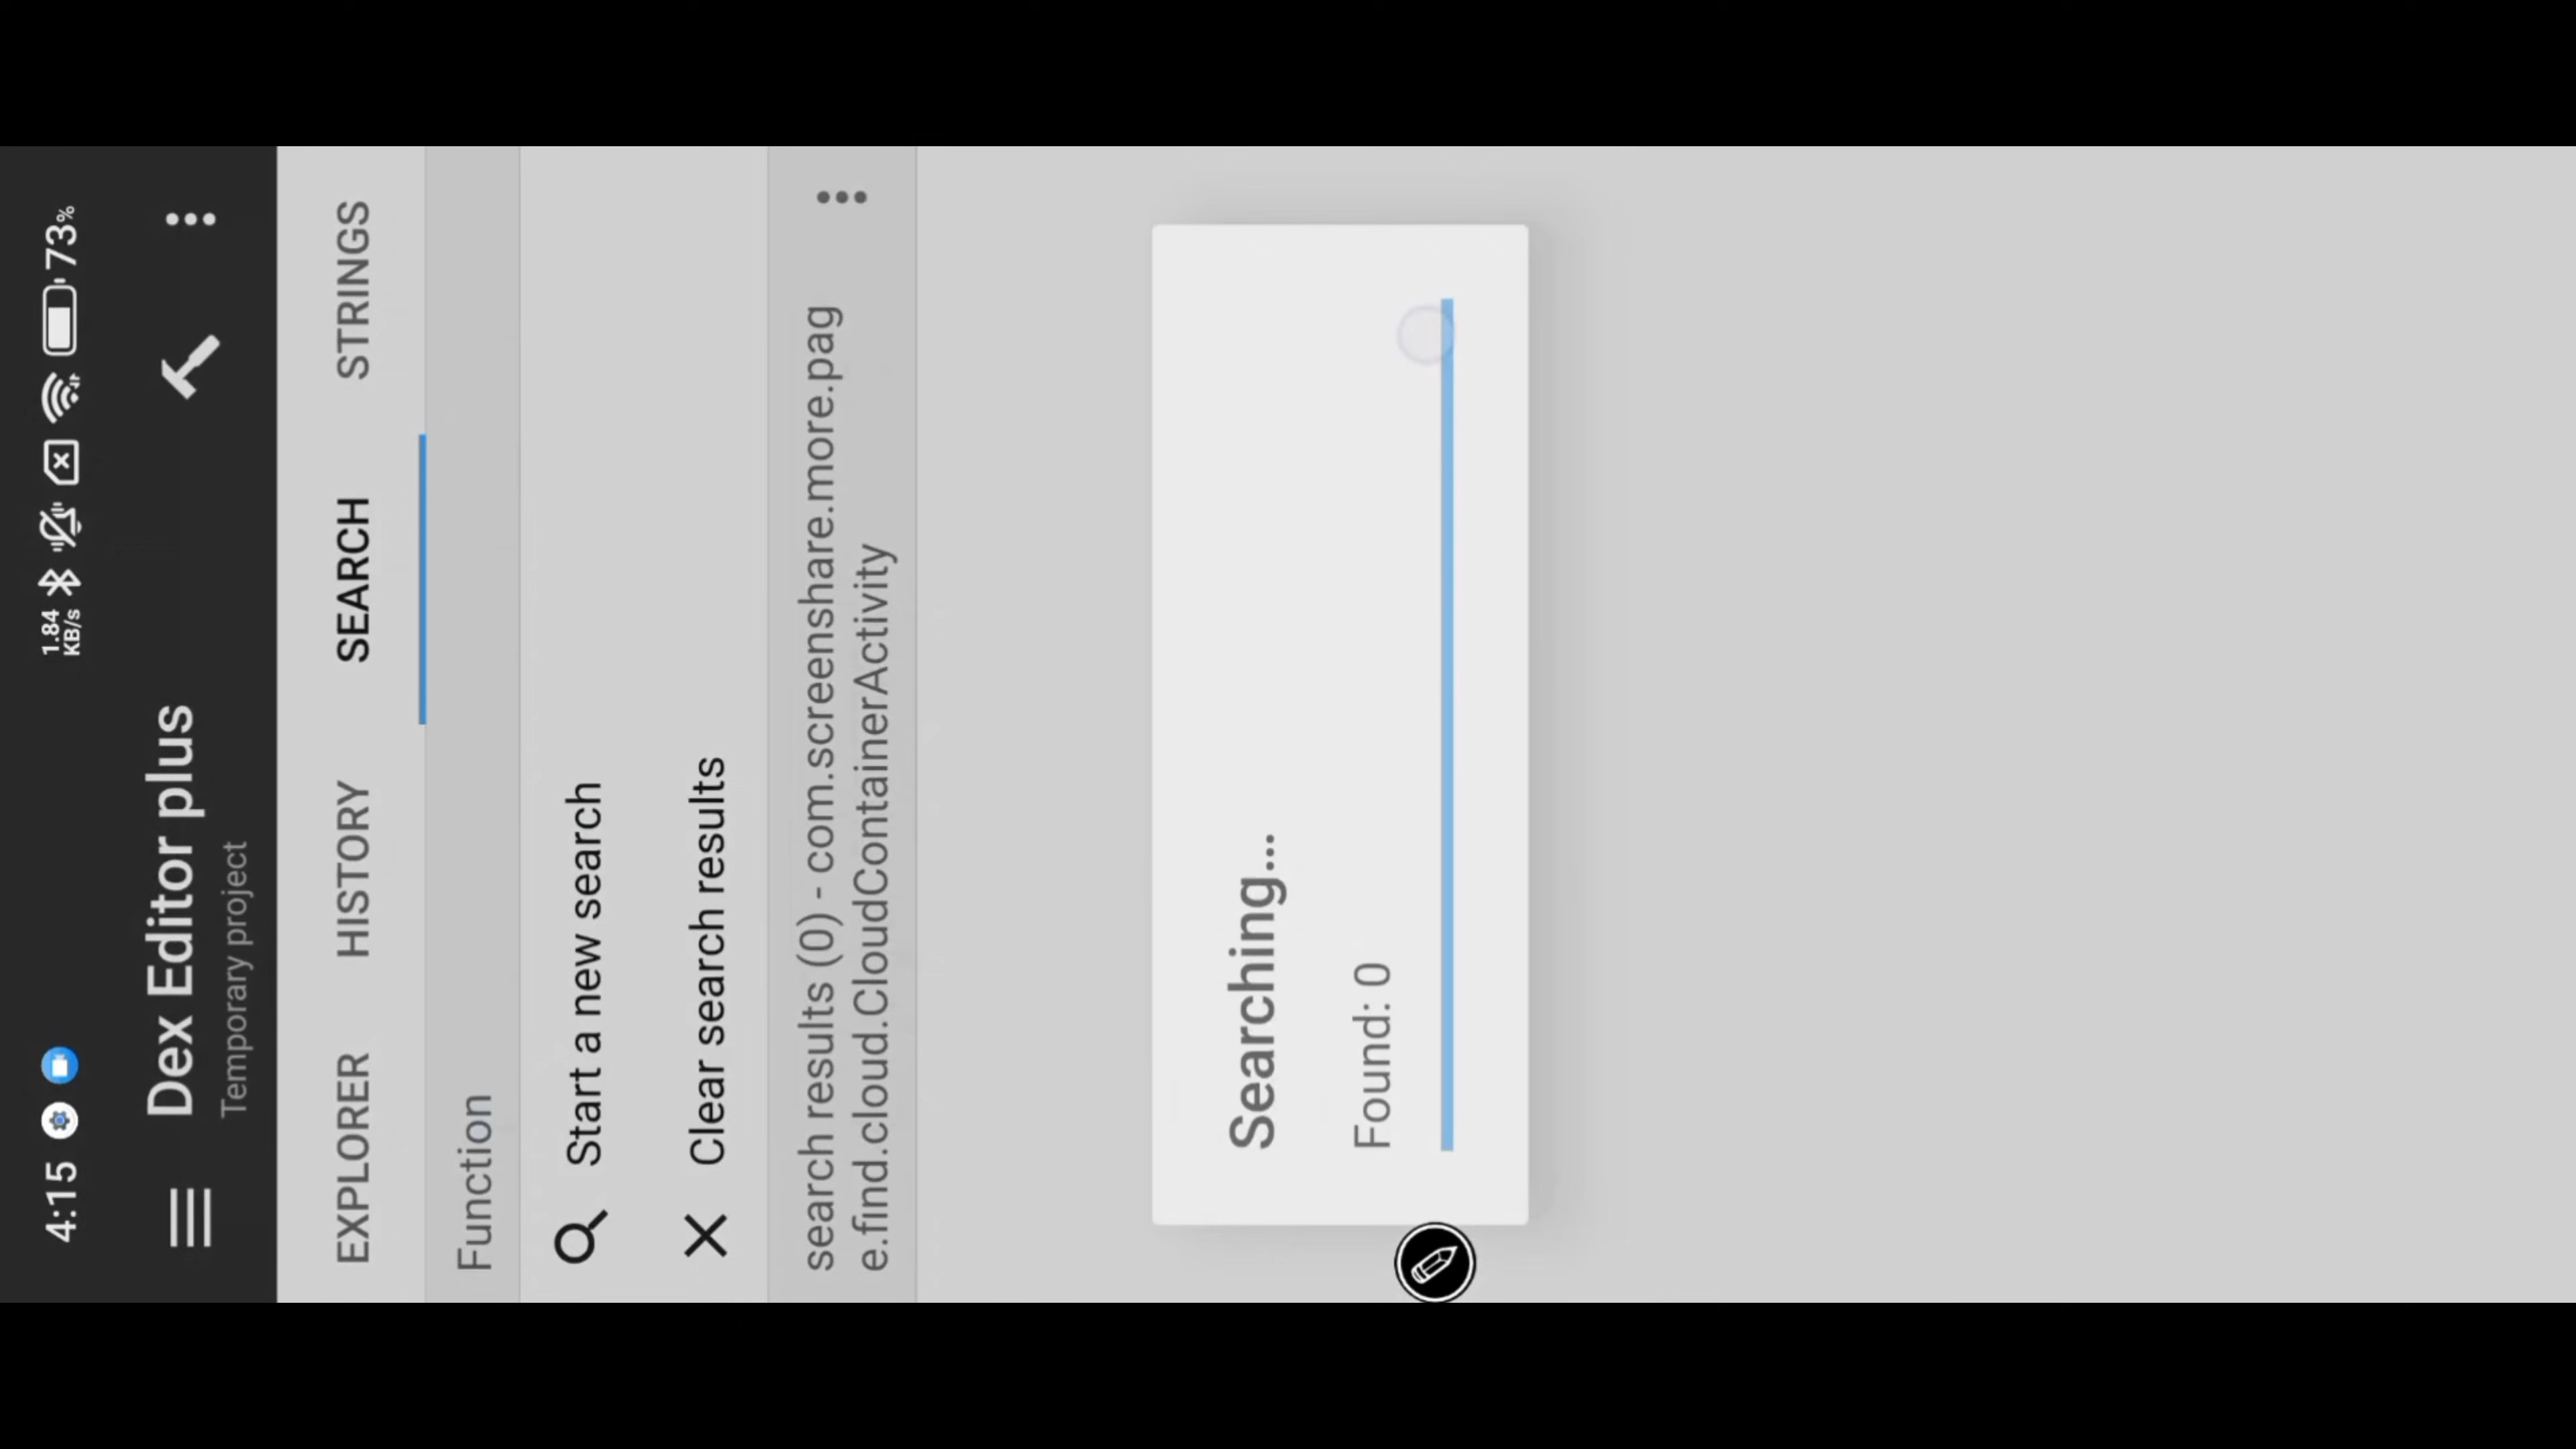 4:15
1.84
KB/s
73%
Dex Editor plus
Temporary project
EXPLORER
HISTORY
SEARCH
STRINGS
Function
Start a new search
Clear search results
search results (0) - com.screenshare.more.pag
e.find.cloud.CloudContainerActivity
Searching...
Found: 0